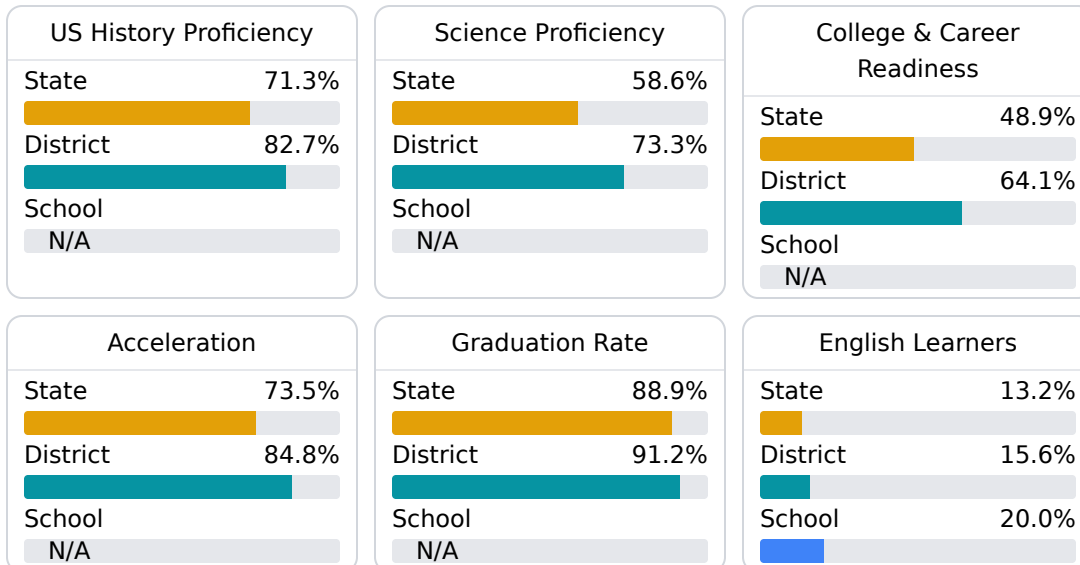 US History Proficiency
State 71.3%
District 82.7%
School
N/A
Science Proficiency
State 58.6%
District 73.3%
School
N/A
College & Career
Readiness
State 48.9%
District 64.1%
School
N/A
Acceleration
State 73.5%
District 84.8%
School
N/A
Graduation Rate
State 88.9%
District 91.2%
School
N/A
English Learners
State 13.2%
District 15.6%
School 20.0%